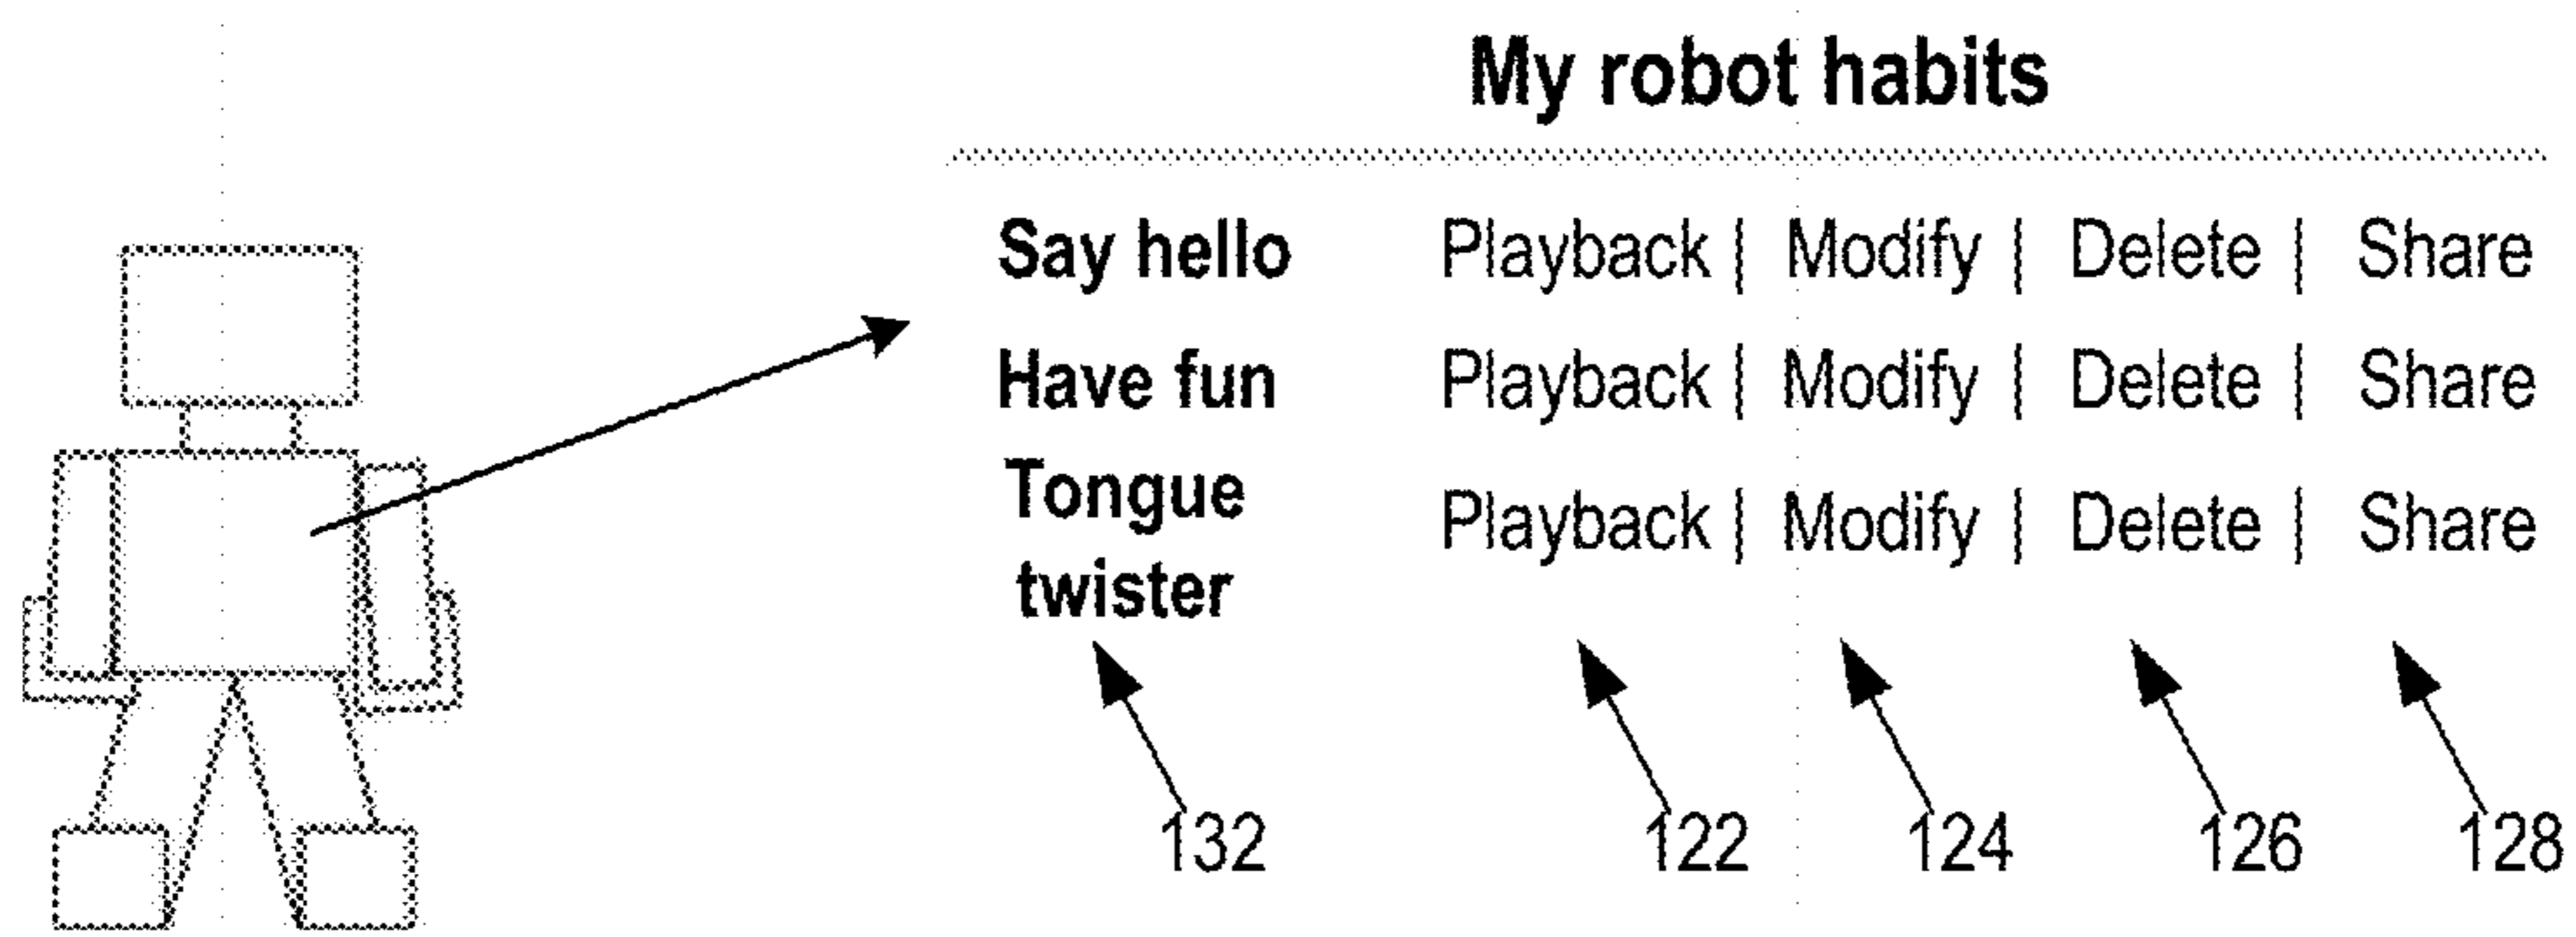 My robot habits
Say hello Playback | Modify | Delete | Share
Have fun Playback | Modify | Delete | Share
Tongue
twister Playback | Modify | Delete | Share
132 122 124 126 128